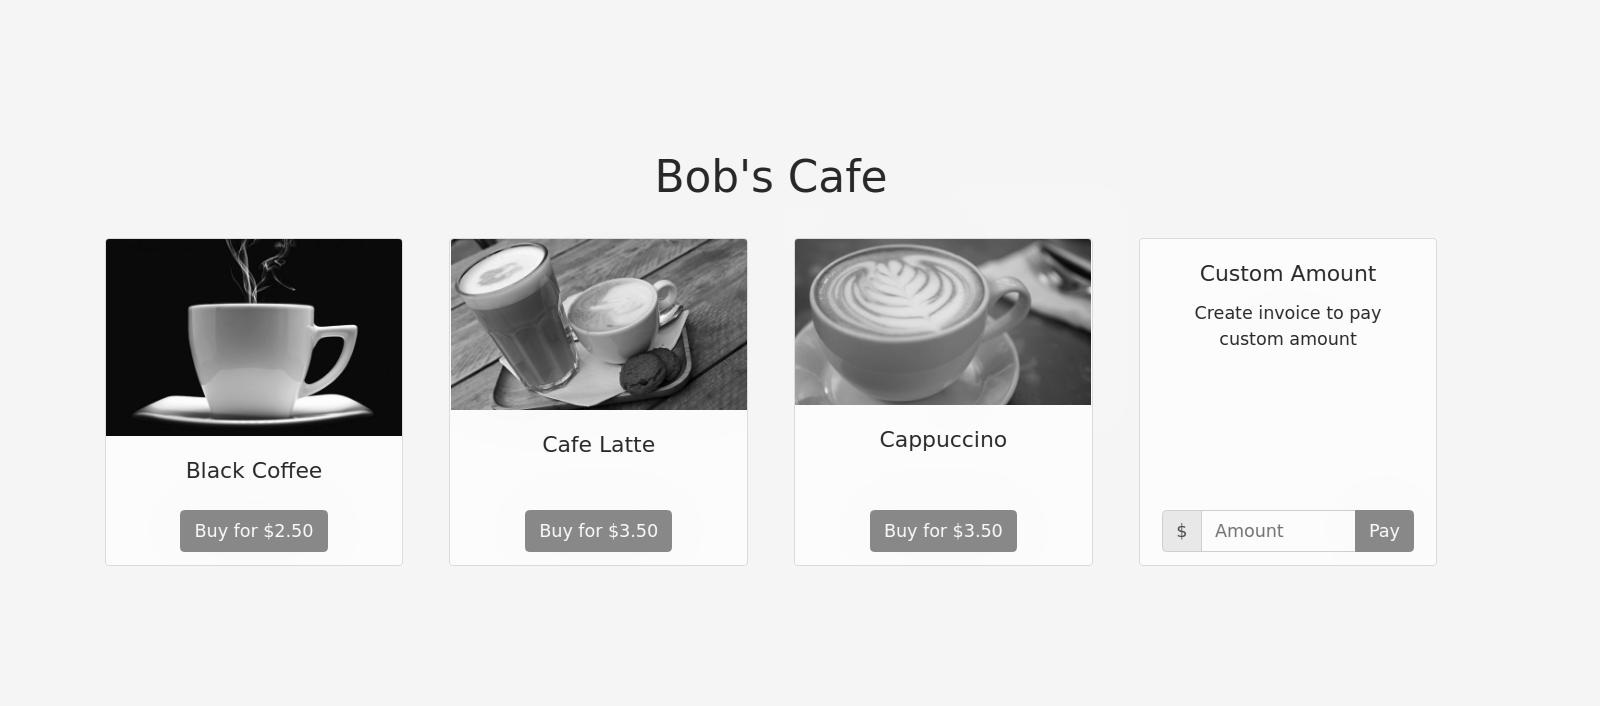 Bob's Cafe
Black Coffee
Buy for $2.50
Cafe Latte
Buy for $3.50
Cappuccino
Buy for $3.50
Custom Amount
Create invoice to pay
custom amount
$ Amount Pay